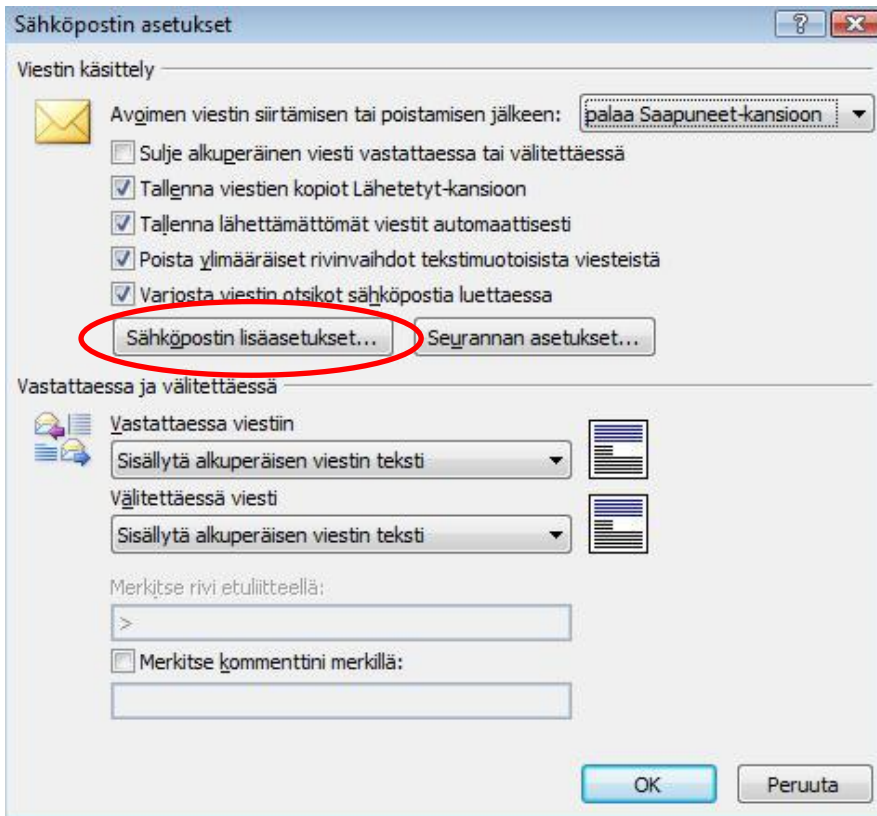 Sähköpostin asetukset
Viestin käsittely
Avoimen viestin siirtämisen tai poistamisen jälkeen: palaa Saapuneet-kansioon
Sulje alkuperäinen viesti vastattaessa tai välitettäessä
Tallenna viestien kopiot Lähetetyt-kansioon
Tallenna lähettämättömät viestit automaattisesti
Poista ylimääräiset rivinvaihdot tekstimuotoisista viesteistä
Varjosta viestin otsikot sähköpostia luettaessa
Sähköpostin lisäasetukset... Seurannan asetukset...
Vastattaessa ja välitettäessä
Vastattaessa viestiin
Sisällytä alkuperäisen viestin teksti
Välitettäessä viesti
Sisällytä alkuperäisen viestin teksti
Merkitse rivi etuliitteellä:
>
Merkitse kommenttini merkillä:
OK Peruuta